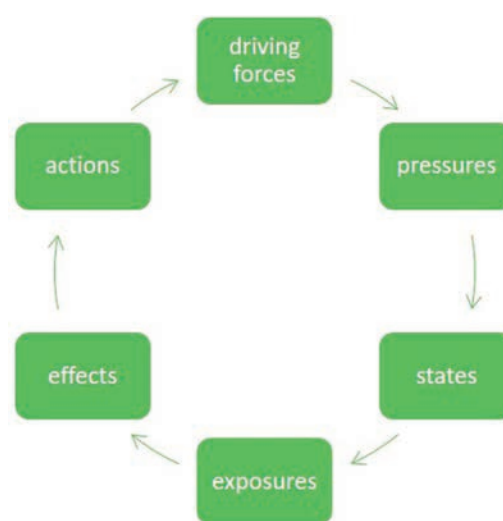 driving
forces
pressures
states
exposures
effects
actions